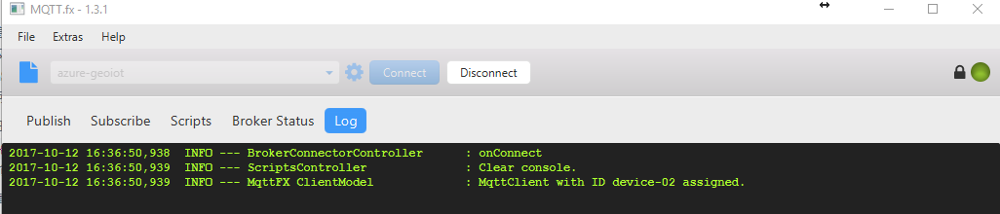 MQTT.fx - 1.3.1
File Extras Help
azure-geoiot Connect Disconnect
Publish Subscribe Scripts Broker Status Log
2017-10-12 16:36:50,938 INFO --- BrokerConnectorController : onConnect
2017-10-12 16:36:50,939 INFO --- ScriptsController : Clear console.
2017-10-12 16:36:50,939 INFO --- MqttFX ClientModel : MqttClient with ID device-02 assigned.